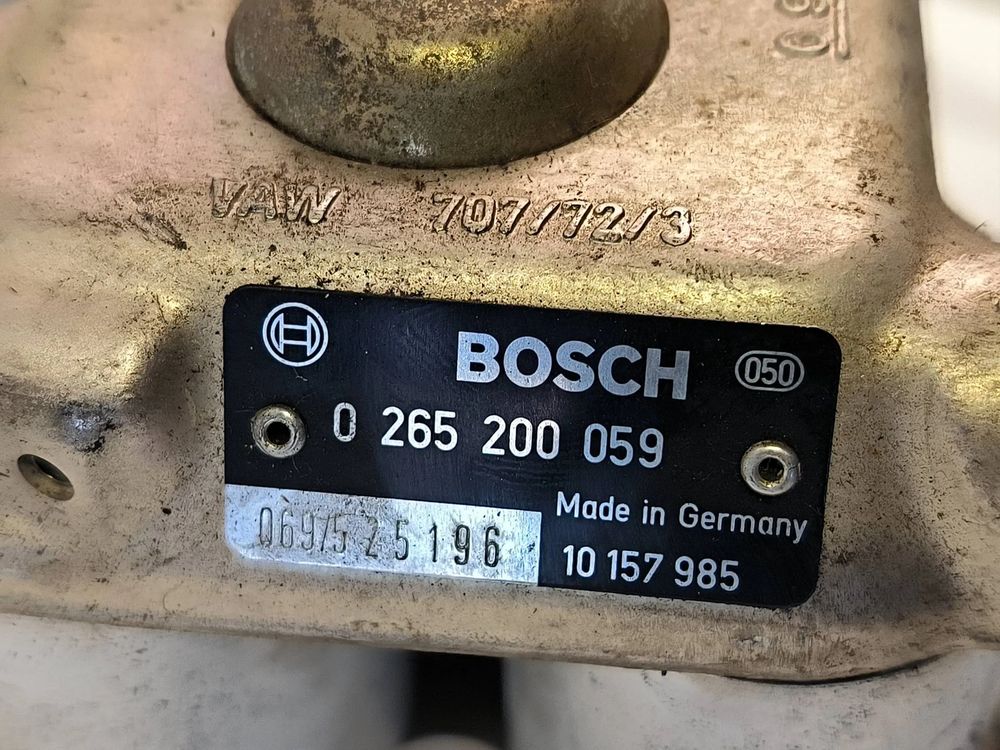 VAW 707/72/3
BOSCH 050
0 265 200 059
Made in Germany
069/525196
10 157 985